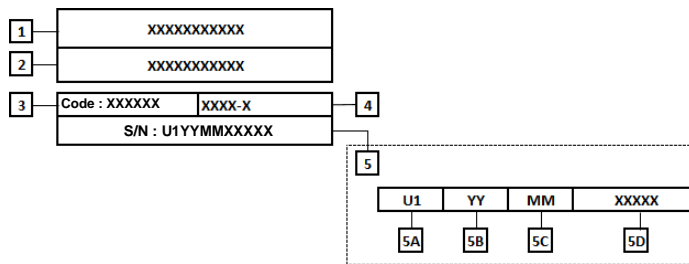 1 XXXXXXXXXXX
2 XXXXXXXXXXX
3 Code : XXXXXX XXXX-X 4
S/N : U1YYMMXXXXX
5
U1 YY MM XXXXX
5A 5B 5C 5D